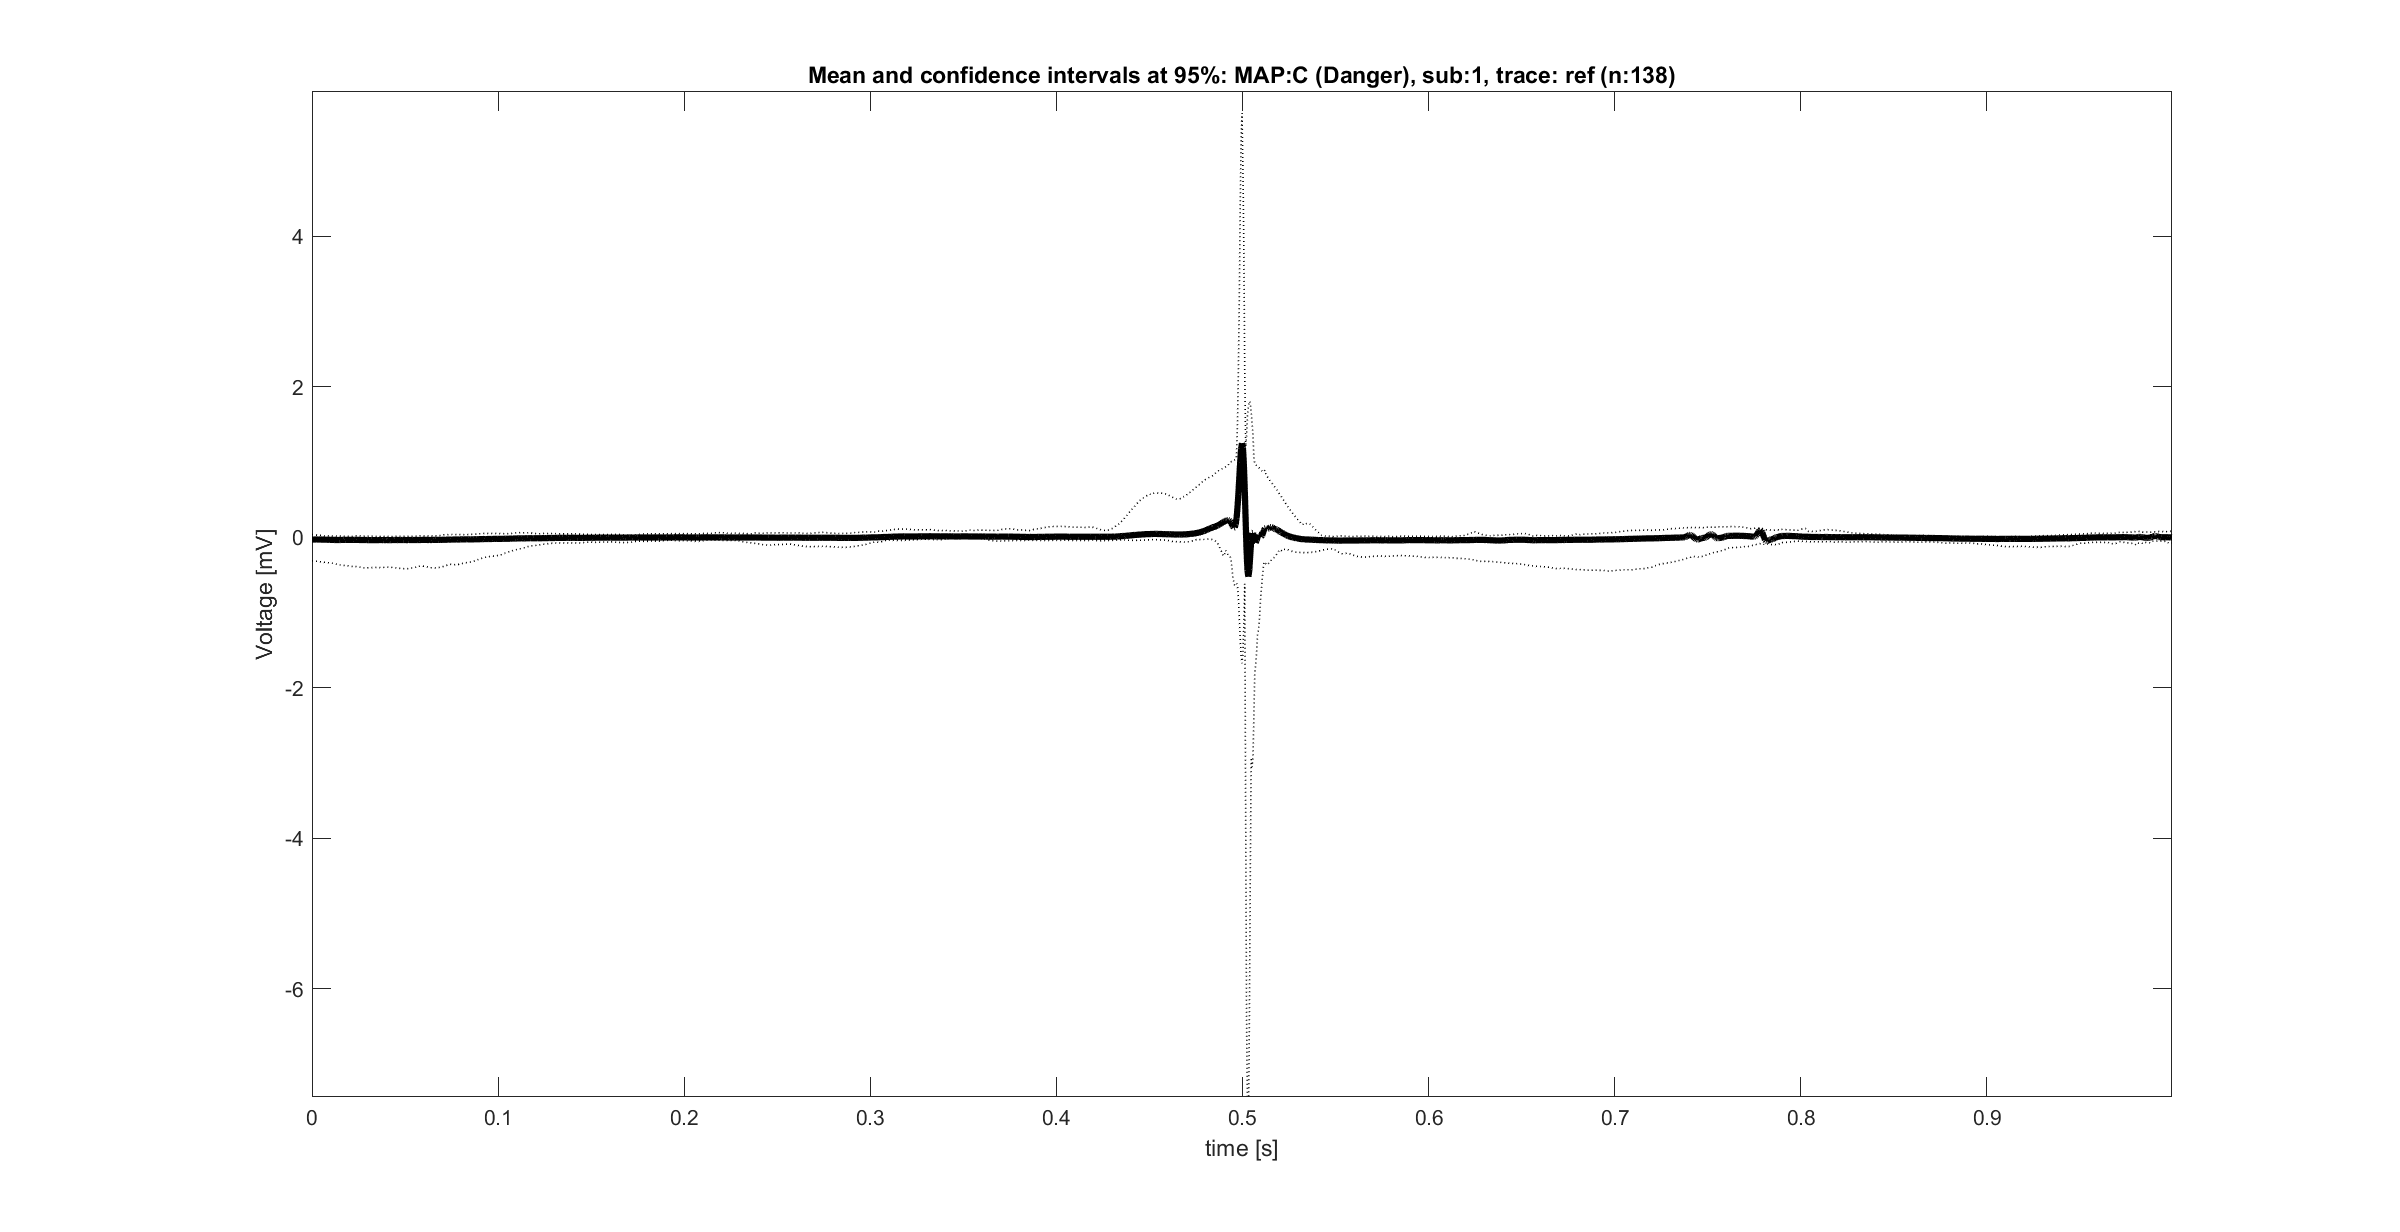 Mean and confidence intervals at 95%: MAP:C (Danger), sub:1, trace: ref (n:138)
4
2
0
-2
-4
-6
Voltage [mV]
0 0.1 0.2 0.3 0.4 0.5 0.6 0.7 0.8 0.9
time [s]